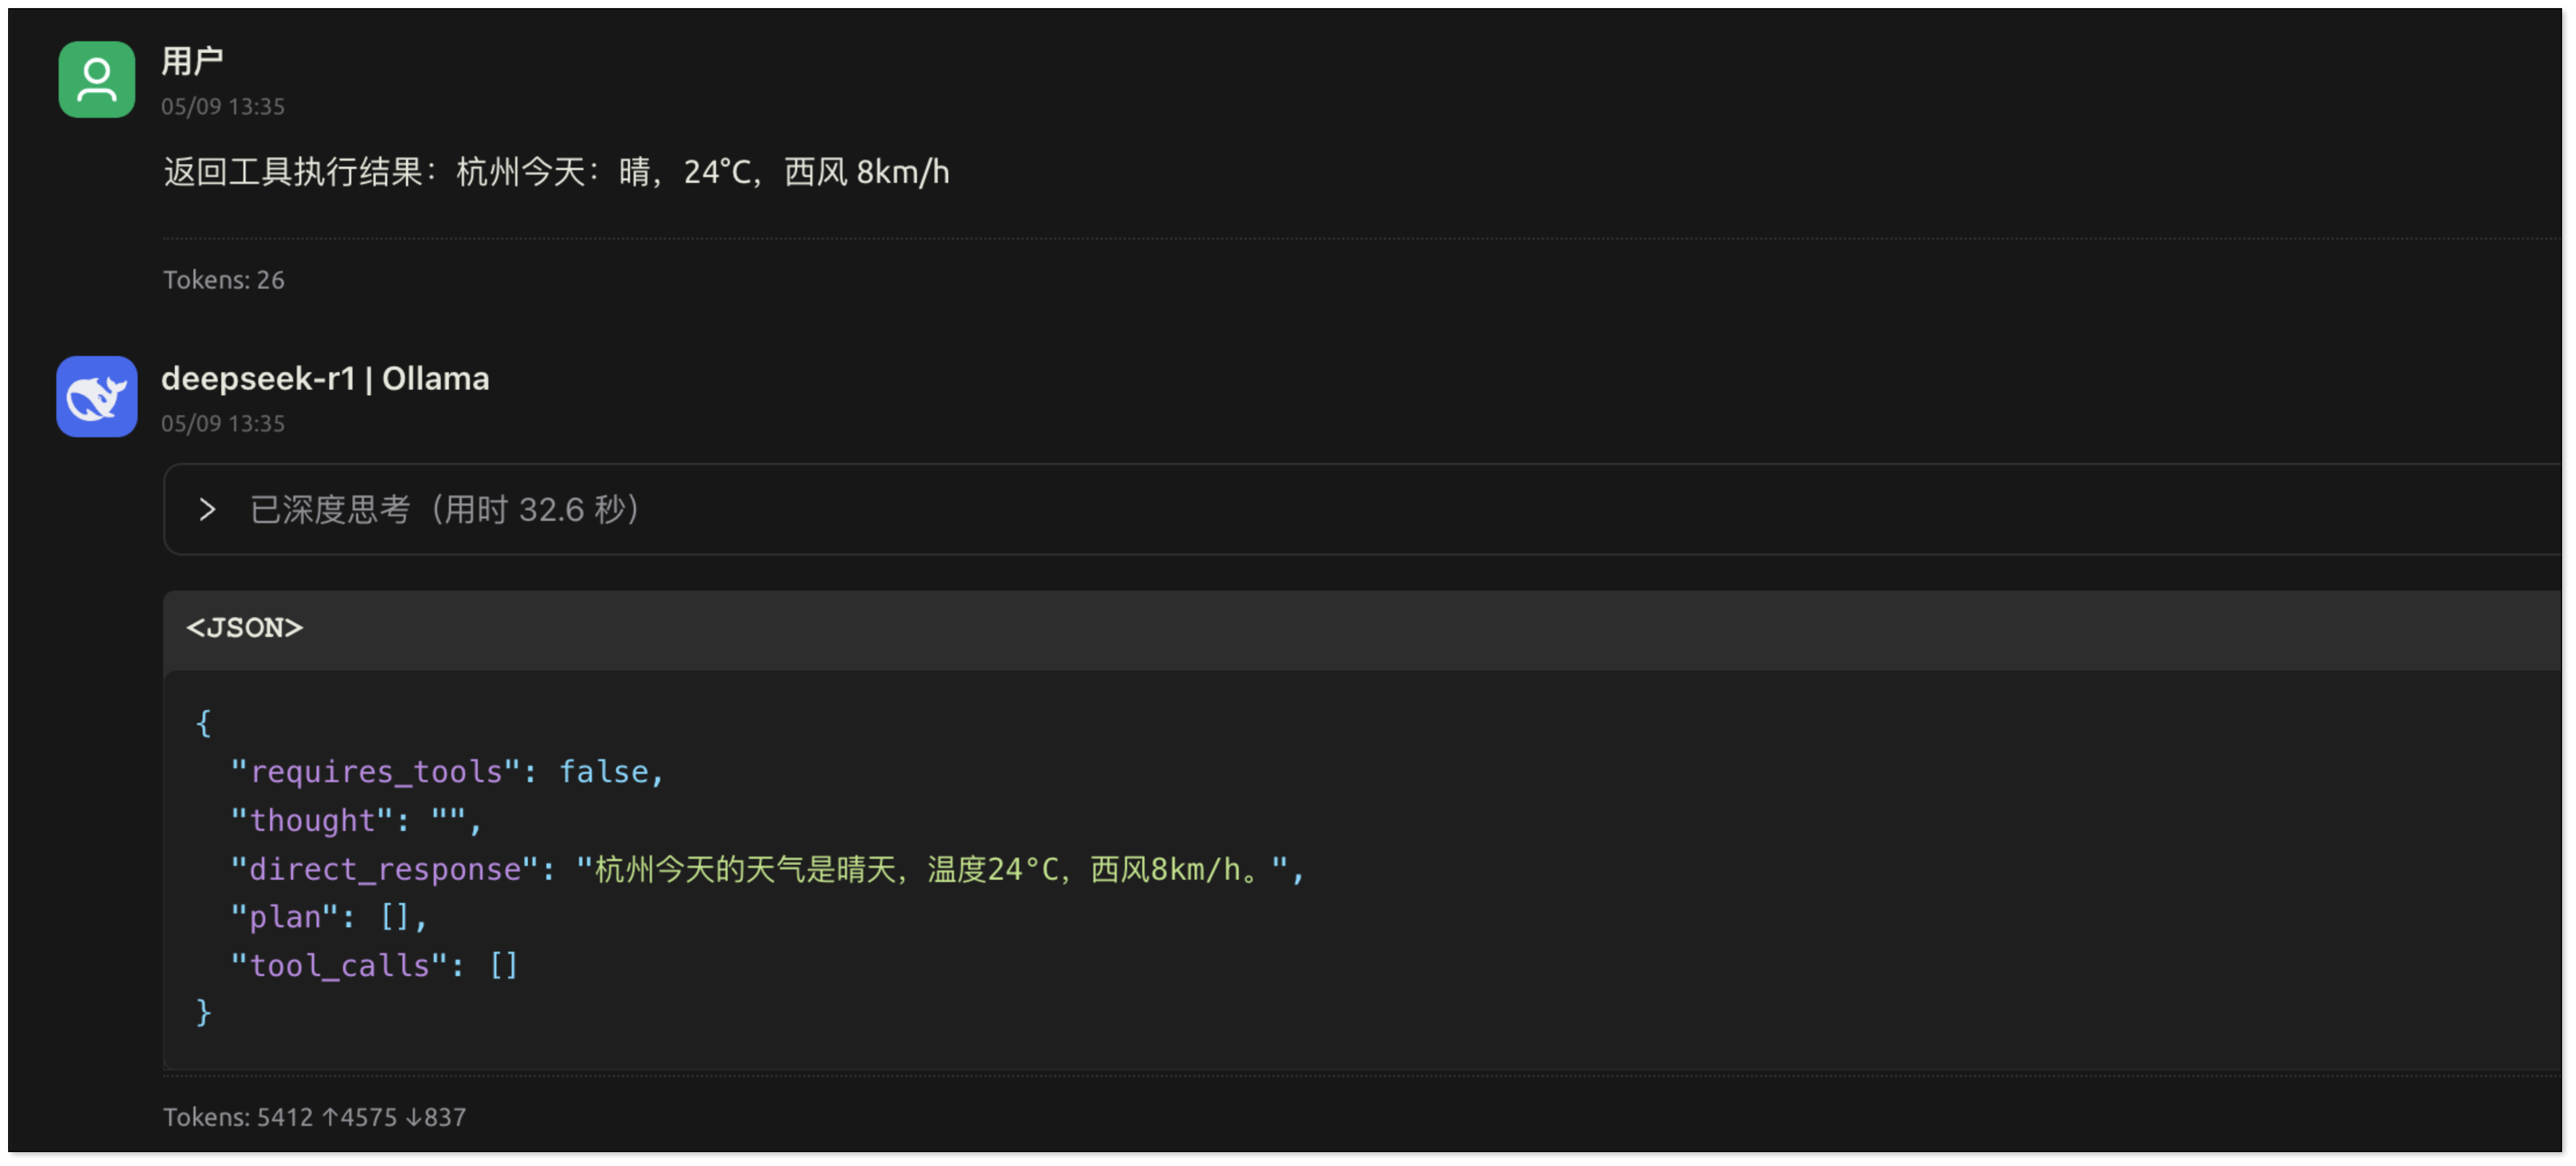 用户
05/09 13:35
返回工具执行结果：杭州今天：晴，24°C，西风 8km/h
Tokens: 26
deepseek-r1 | Ollama
05/09 13:35
已深度思考（用时 32.6 秒）
<JSON>
{
  "requires_tools": false,
  "thought": "",
  "direct_response": "杭州今天的天气是晴天，温度24°C，西风8km/h。",
  "plan": [],
  "tool_calls": []
}
Tokens: 5412 ↑4575 ↓837